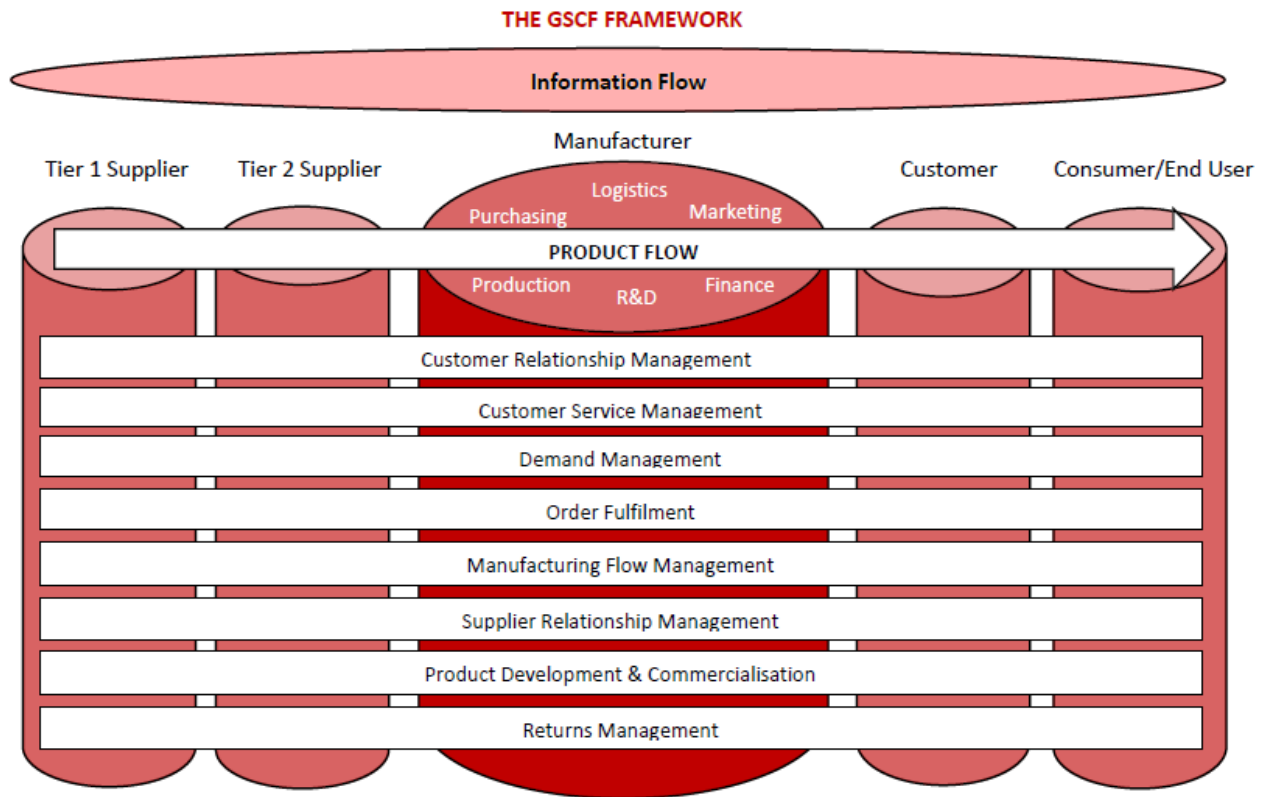 THE GSCF FRAMEWORK
Information Flow
Manufacturer
Tier 1 Supplier
Tier 2 Supplier
Customer
Consumer/End User
Logistics
Purchasing
Marketing
PRODUCT FLOW
Production
R&D
Finance
Customer Relationship Management
Customer Service Management
Demand Management
Order Fulfilment
Manufacturing Flow Management
Supplier Relationship Management
Product Development & Commercialisation
Returns Management